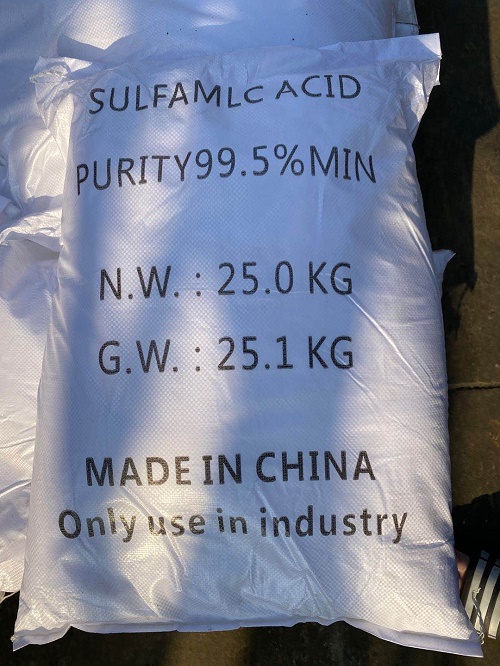 SULFAMLC ACID
PURITY99.5%MIN
N.W. : 25.0 KG
G.W. : 25.1 KG
MADE IN CHINA
Only use in industry